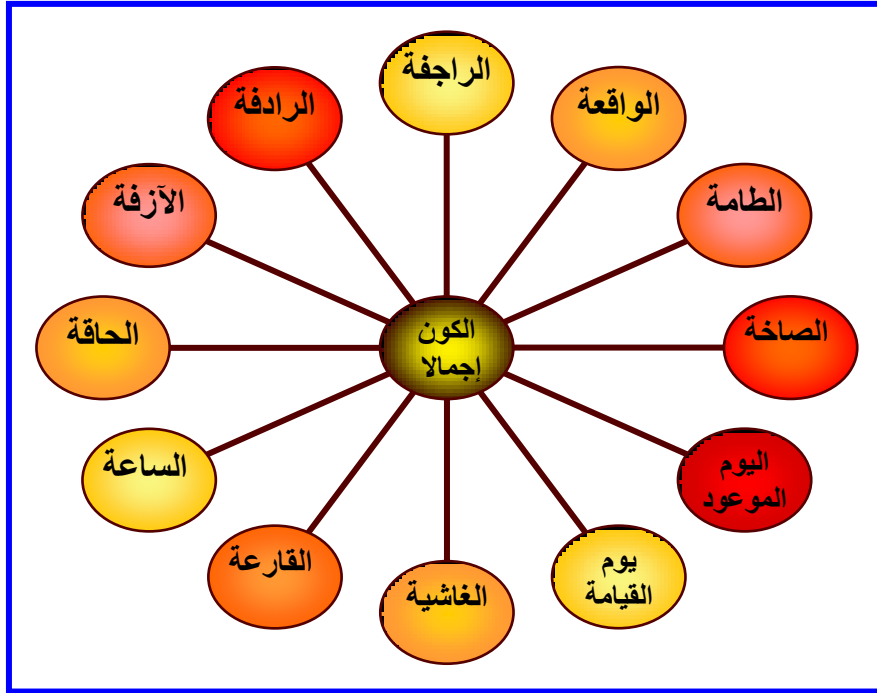 الراجفة
الواقعة
الطامة
الصاخة
اليوم
الموعود
يوم
القيامة
الغاشية
القارعة
الساعة
الحاقة
الآزفة
الرادفة
الكون
إجمالا